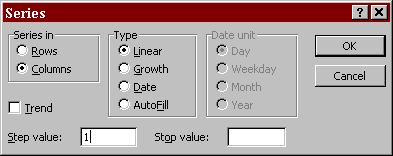 Series
Series in
Rows
Columns
Trend
Type
Linear
Growth
Date
AutoFill
Date unit
Day
Weekday
Month
Year
OK
Cancel
Step value: 1
Stop value: